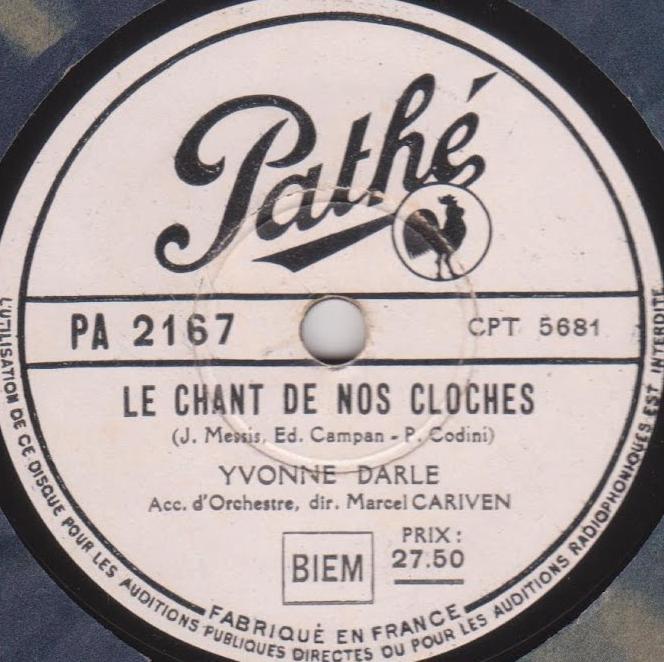 Pathé
PA 2167
CPT 5681
LE CHANT DE NOS CLOCHES
(J. Messis, Ed. Campan - P. Codini)
YVONNE DARLE
Acc. d'Orchestre, dir. Marcel CARIVEN
BIEM
PRIX :
27.50
FABRIQUÉ EN FRANCE
L'UTILISATION DE CE DISQUE POUR LES AUDITIONS PUBLIQUES DIRECTES OU POUR LES AUDITIONS RADIOPHONIQUES EST INTERDITE